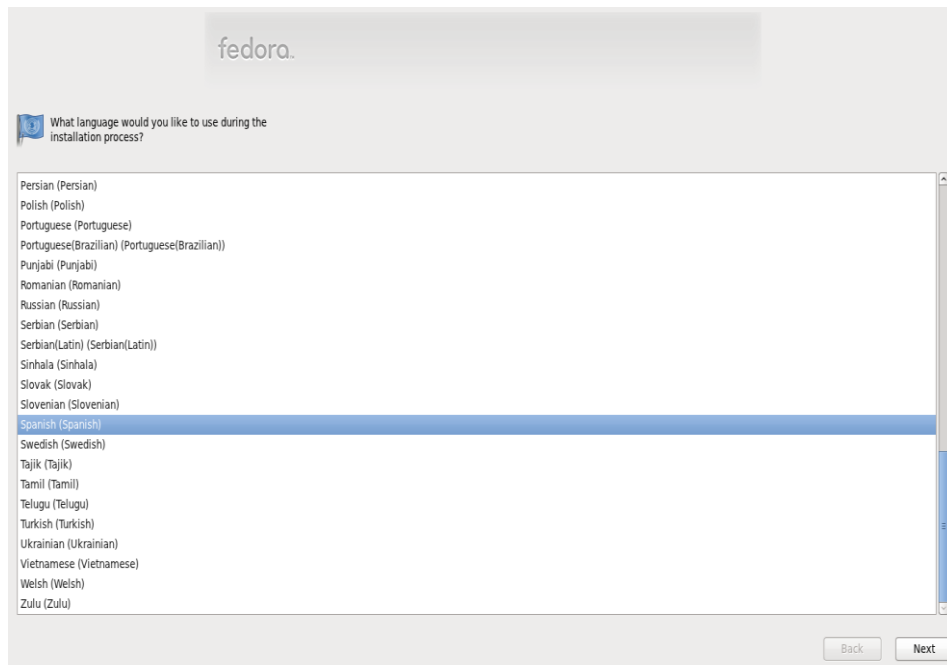 fedora
What language would you like to use during the
installation process?
Persian (Persian)
Polish (Polish)
Portuguese (Portuguese)
Portuguese(Brazilian) (Portuguese(Brazilian))
Punjabi (Punjabi)
Romanian (Romanian)
Russian (Russian)
Serbian (Serbian)
Serbian(Latin) (Serbian(Latin))
Sinhala (Sinhala)
Slovak (Slovak)
Slovenian (Slovenian)
Spanish (Spanish)
Swedish (Swedish)
Tajik (Tajik)
Tamil (Tamil)
Telugu (Telugu)
Turkish (Turkish)
Ukrainian (Ukrainian)
Vietnamese (Vietnamese)
Welsh (Welsh)
Zulu (Zulu)
Back Next